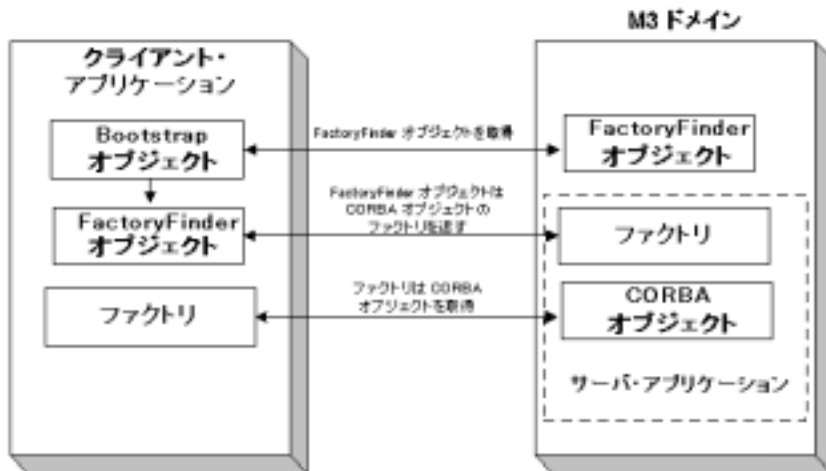 M3 ドメイン
クライアント・
アプリケーション
Bootstrap
オブジェクト
FactoryFinder オブジェクトを取得
FactoryFinder
オブジェクト
FactoryFinder オブジェクトは
CORBA オブジェクトの
ファクトリを返す
FactoryFinder
オブジェクト
ファクトリ
ファクトリは CORBA
オブジェクトを取得
ファクトリ
CORBA
オブジェクト
サーバ・アプリケーション